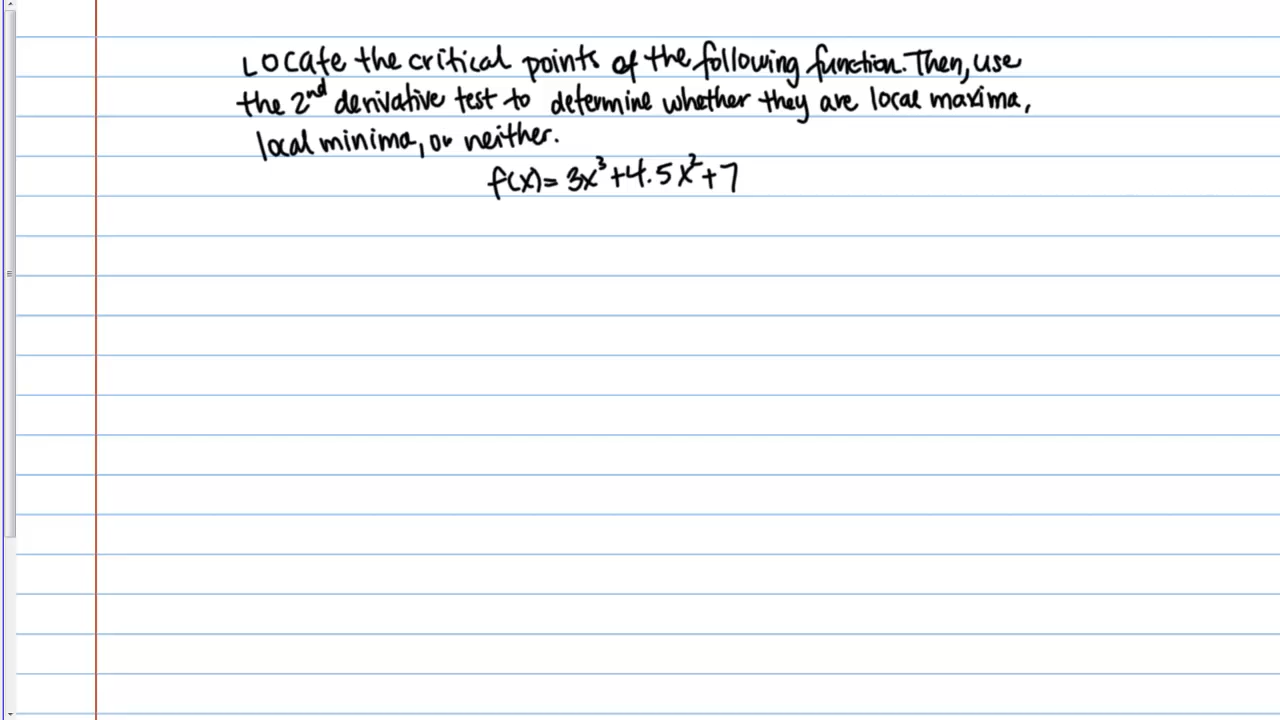 Locate the critical points of the following function. Then, use
the 2nd derivative test to determine whether they are local maxima,
local minima, or neither.
f(x)= 3x³+4.5x²+7